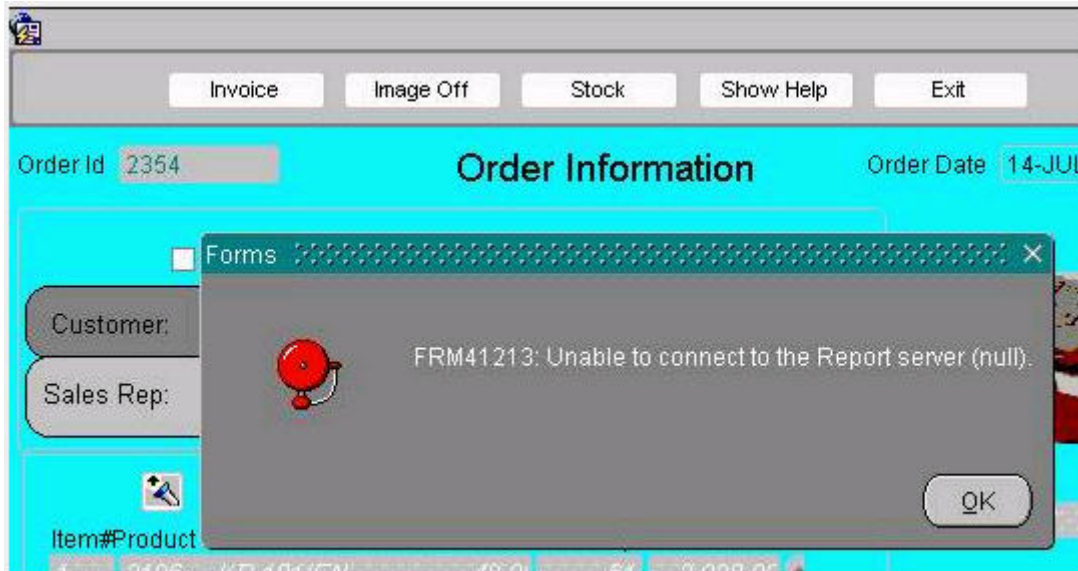 Invoice Image Off Stock Show Help Exit
Order Id 2354 Order Information Order Date 14-JUL
Forms
Customer:
FRM41213: Unable to connect to the Report server (null).
Sales Rep:
OK
Item#Product